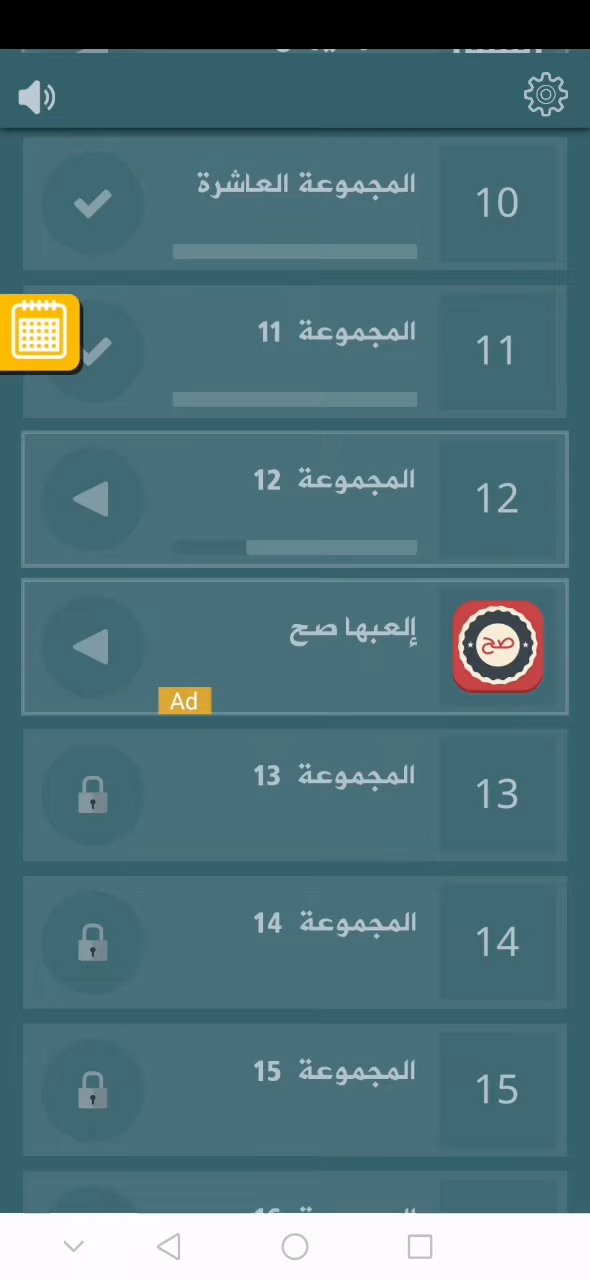 المجموعة العاشرة
10
المجموعة 11
11
المجموعة 12
12
إلعبها صح
صح
Ad
المجموعة 13
13
المجموعة 14
14
المجموعة 15
15